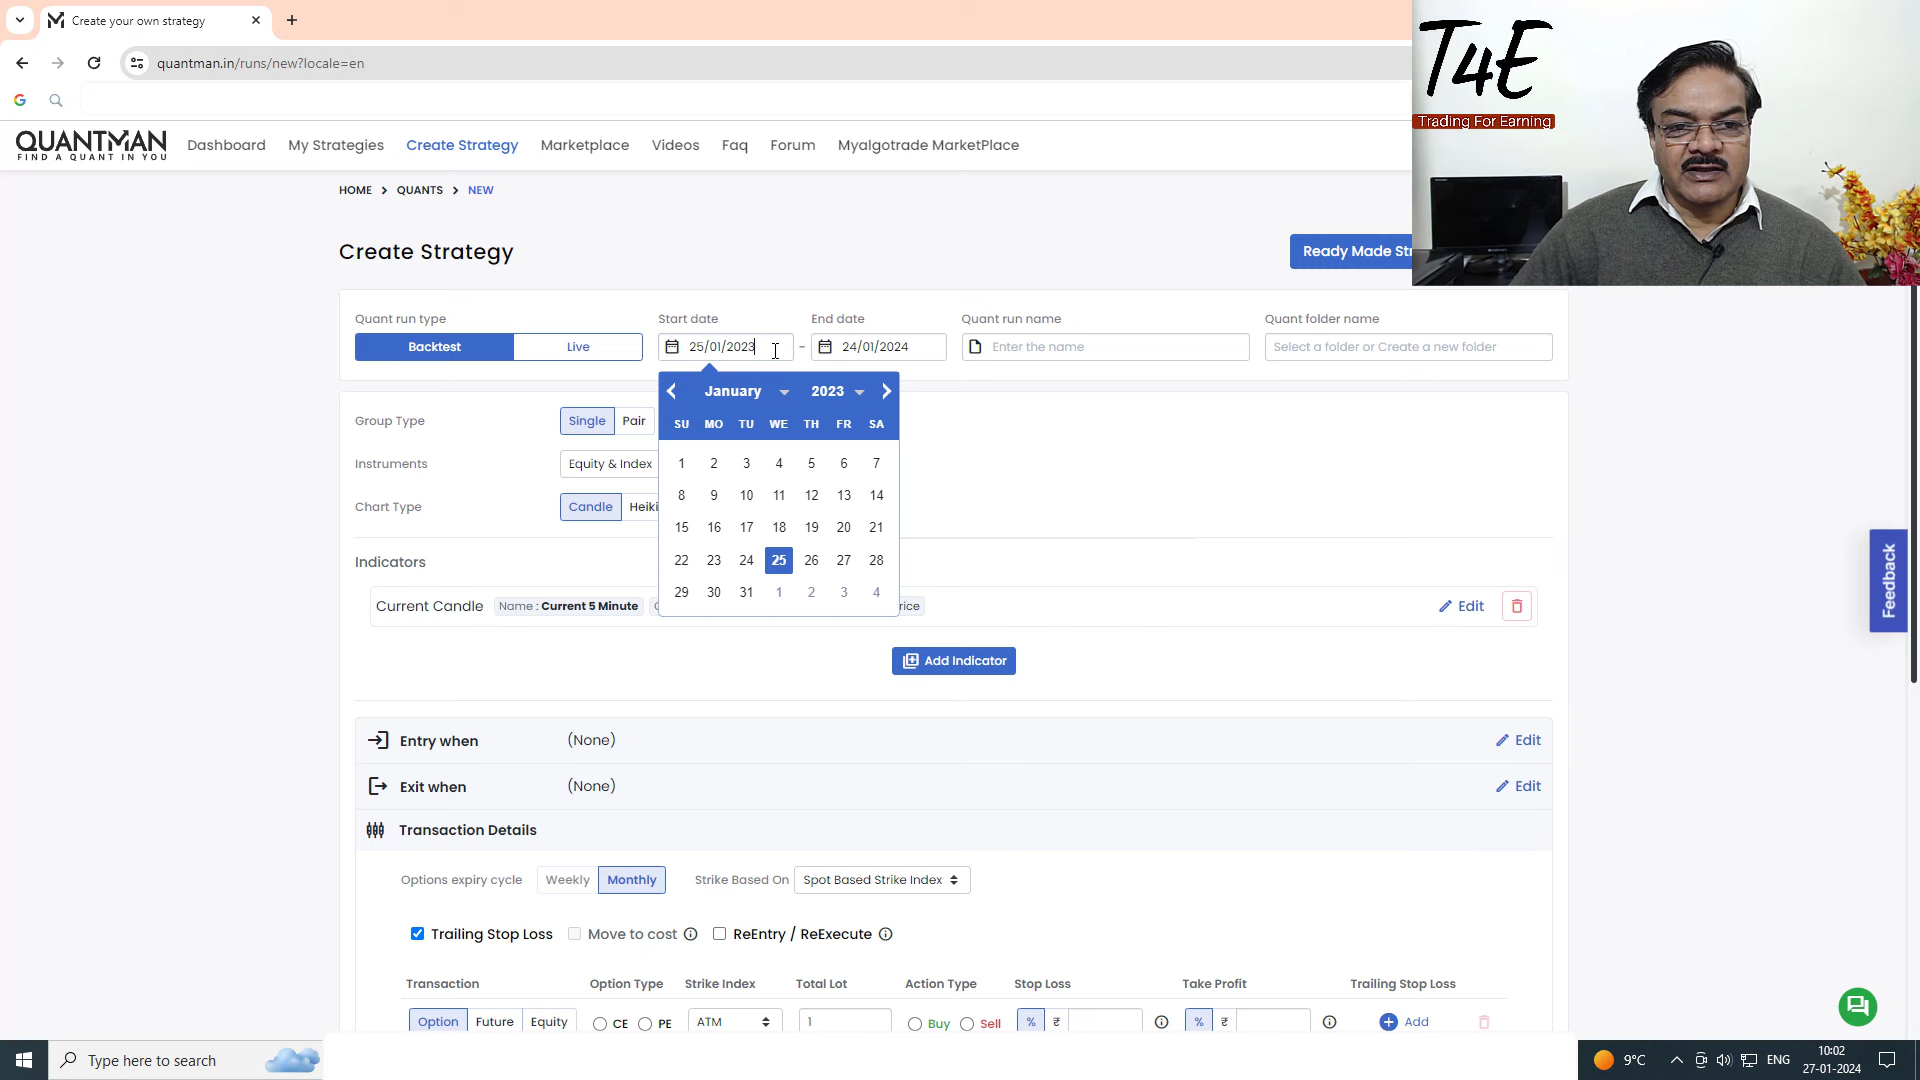 Create your own strategy
quantman.in/runs/new?locale=en
T4E
Trading For Earning
QUANTMAN
FIND A QUANT IN YOU
Dashboard My Strategies Create Strategy Marketplace Videos Faq Forum Myalgotrade MarketPlace
HOME > QUANTS > NEW
Create Strategy
Ready Made Str
Quant run type Start date End date Quant run name Quant folder name
Backtest Live 25/01/2023 - 24/01/2024 Enter the name Select a folder or Create a new folder
January 2023
SU MO TU WE TH FR SA
1 2 3 4 5 6 7
8 9 10 11 12 13 14
15 16 17 18 19 20 21
22 23 24 25 26 27 28
29 30 31 1 2 3 4
Group Type Single Pair
Instruments Equity & Index
Chart Type Candle Heiki
Indicators
Current Candle Name : Current 5 Minute rice Edit
Add Indicator
Feedback
Entry when (None) Edit
Exit when (None) Edit
Transaction Details
Options expiry cycle Weekly Monthly Strike Based On Spot Based Strike Index
Trailing Stop Loss Move to cost ReEntry / ReExecute
Transaction Option Type Strike Index Total Lot Action Type Stop Loss Take Profit Trailing Stop Loss
Option Future Equity CE PE ATM 1 Buy Sell % ₹ % ₹ Add
Type here to search
9°C ENG 10:02
27-01-2024